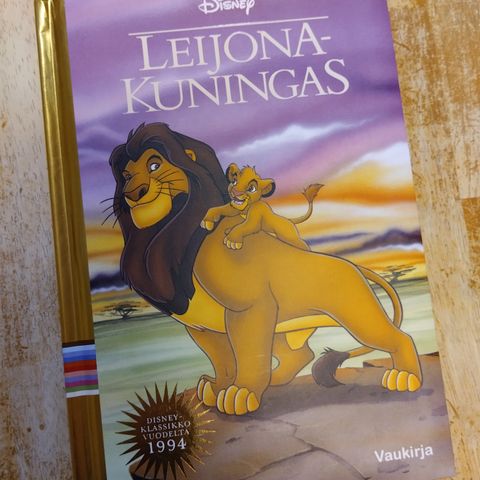 Disney
LEIJONA-
KUNINGAS
DISNEY-
KLASSIKKO
VUODELTA
1994
Vaukirja